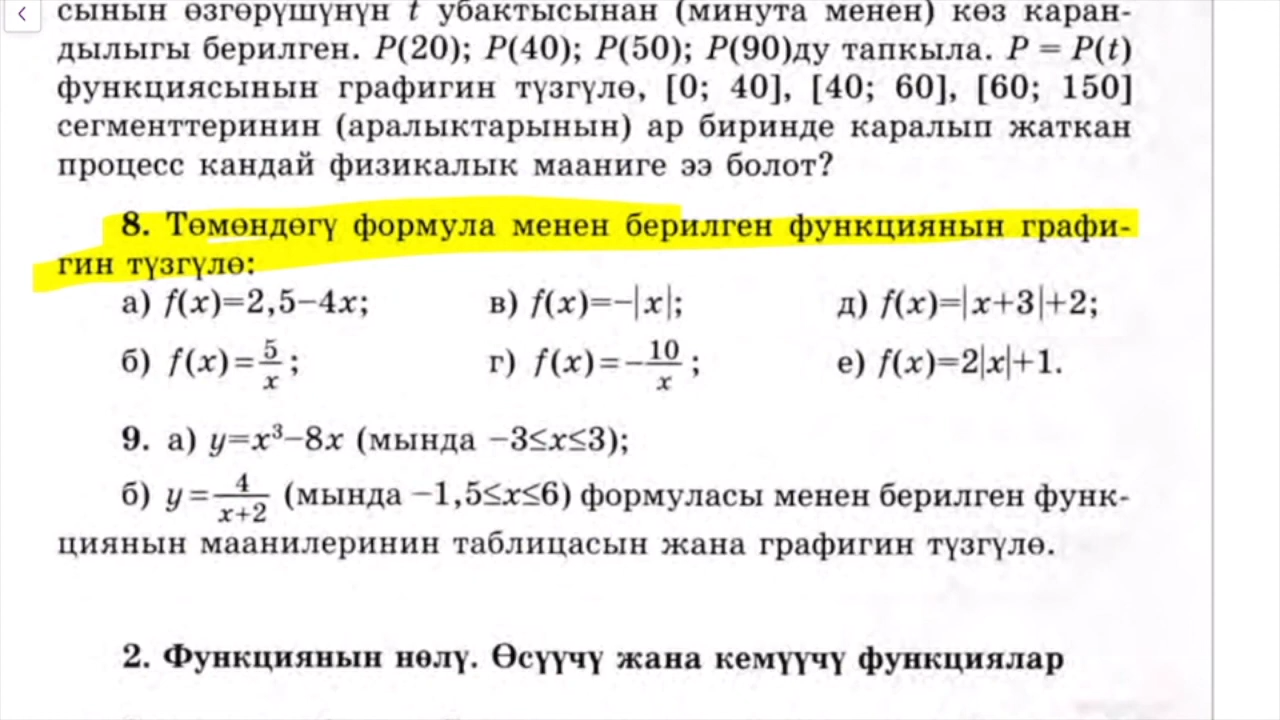 сынын өзгөрүшүнүн t убактысынан (минута менен) көз каран-
дылыгы берилген. P(20); P(40); P(50); P(90)ду тапкыла. P = P(t)
функциясынын графигин түзгүлө, [0; 40], [40; 60], [60; 150]
сегменттеринин (аралыктарынын) ар биринде каралып жаткан
процесс кандай физикалык мааниге ээ болот?
8. Төмөндөгү формула менен берилген функциянын графи-
гин түзгүлө:
а) f(x)=2,5−4x; в) f(x)=−|x|; д) f(x)=|x+3|+2;
б) f(x)=5/x; г) f(x)=−10/x; е) f(x)=2|x|+1.
9. а) y=x³−8x (мында −3≤x≤3);
б) y=4/(x+2) (мында −1,5≤x≤6) формуласы менен берилген функ-
циянын маанилеринин таблицасын жана графигин түзгүлө.
2. Функциянын нөлү. Өсүүчү жана кемүүчү функциялар